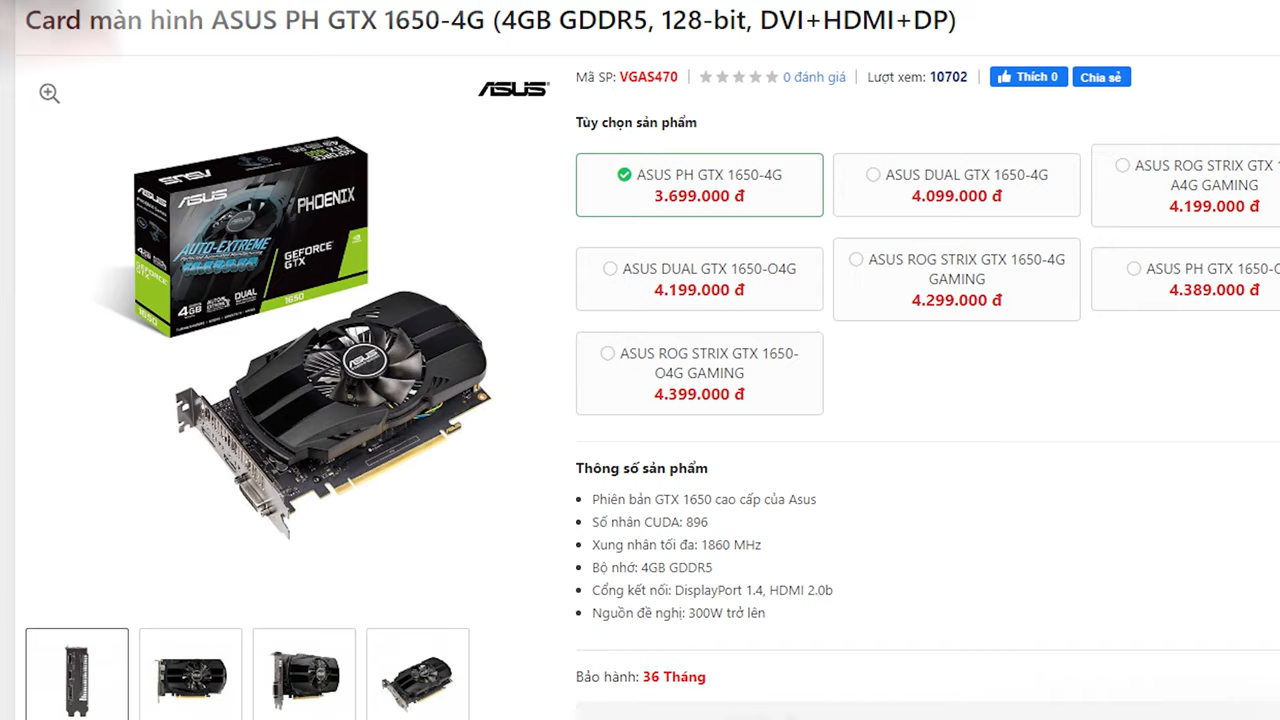 Card màn hình ASUS PH GTX 1650-4G (4GB GDDR5, 128-bit, DVI+HDMI+DP)
ASUS
Mã SP: VGAS470
0 đánh giá
Lượt xem: 10702
Thích 0
Chia sẻ
Tùy chọn sản phẩm
ASUS PH GTX 1650-4G
3.699.000 đ
ASUS DUAL GTX 1650-4G
4.099.000 đ
ASUS ROG STRIX GTX
A4G GAMING
4.199.000 đ
ASUS DUAL GTX 1650-O4G
4.199.000 đ
ASUS ROG STRIX GTX 1650-4G
GAMING
4.299.000 đ
ASUS PH GTX 1650-
4.389.000 đ
ASUS ROG STRIX GTX 1650-
O4G GAMING
4.399.000 đ
Thông số sản phẩm
Phiên bản GTX 1650 cao cấp của Asus
Số nhân CUDA: 896
Xung nhân tối đa: 1860 MHz
Bộ nhớ: 4GB GDDR5
Cổng kết nối: DisplayPort 1.4, HDMI 2.0b
Nguồn đề nghị: 300W trở lên
Bảo hành: 36 Tháng
ASUS
ASUS
PHOENIX
AUTO-EXTREME
GEFORCE
GTX
4GB
DUAL
1650
GEFORCE
GTX
1650
ASUS